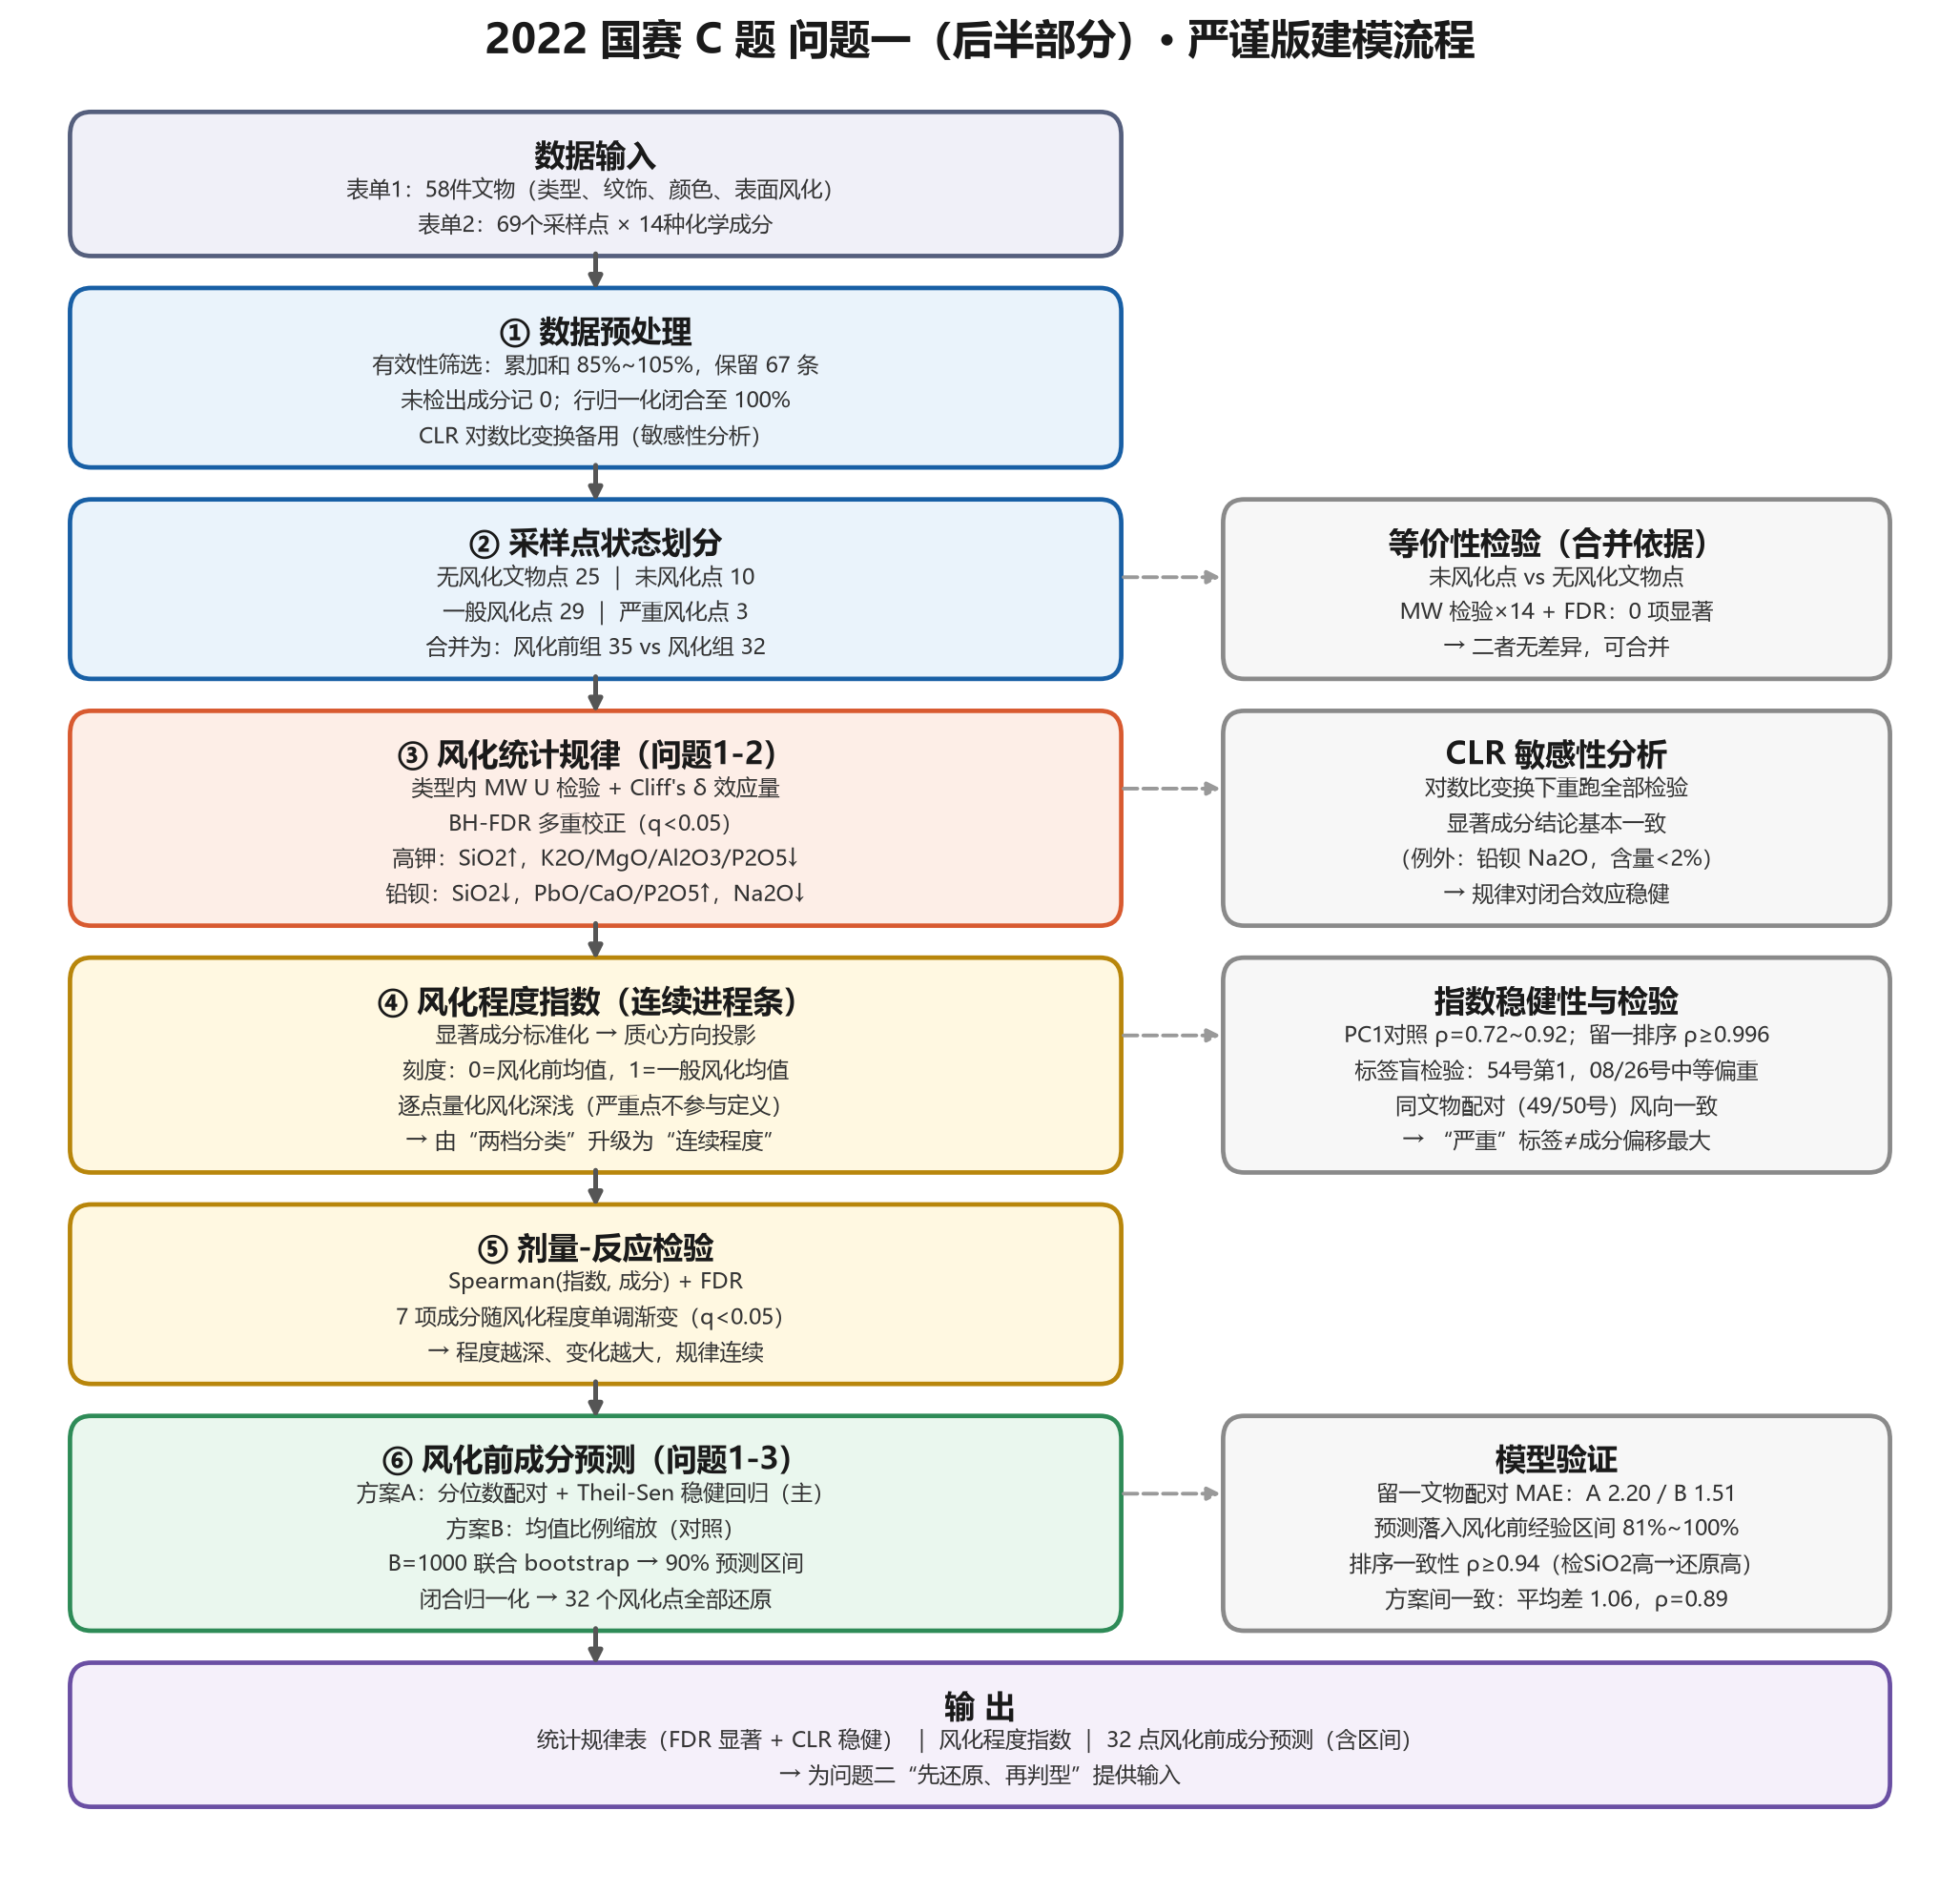 2022 国赛 C 题 问题一（后半部分）· 严谨版建模流程
数据输入
表单1：58件文物（类型、纹饰、颜色、表面风化）
表单2：69个采样点 × 14种化学成分
① 数据预处理
有效性筛选：累加和 85%~105%，保留 67 条
未检出成分记 0；行归一化闭合至 100%
CLR 对数比变换备用（敏感性分析）
② 采样点状态划分
无风化文物点 25 ｜ 未风化点 10
一般风化点 29 ｜ 严重风化点 3
合并为：风化前组 35 vs 风化组 32
等价性检验（合并依据）
未风化点 vs 无风化文物点
MW 检验×14 + FDR：0 项显著
→ 二者无差异，可合并
③ 风化统计规律（问题1-2）
类型内 MW U 检验 + Cliff's δ 效应量
BH-FDR 多重校正（q<0.05）
高钾：SiO2↑，K2O/MgO/Al2O3/P2O5↓
铅钡：SiO2↓，PbO/CaO/P2O5↑，Na2O↓
CLR 敏感性分析
对数比变换下重跑全部检验
显著成分结论基本一致
（例外：铅钡 Na2O，含量<2%）
→ 规律对闭合效应稳健
④ 风化程度指数（连续进程条）
显著成分标准化 → 质心方向投影
刻度：0=风化前均值，1=一般风化均值
逐点量化风化深浅（严重点不参与定义）
→ 由“两档分类”升级为“连续程度”
指数稳健性与检验
PC1对照 ρ=0.72~0.92；留一排序 ρ≥0.996
标签盲检验：54号第1，08/26号中等偏重
同文物配对（49/50号）风向一致
→ “严重”标签≠成分偏移最大
⑤ 剂量-反应检验
Spearman(指数, 成分) + FDR
7 项成分随风化程度单调渐变（q<0.05）
→ 程度越深、变化越大，规律连续
⑥ 风化前成分预测（问题1-3）
方案A：分位数配对 + Theil-Sen 稳健回归（主）
方案B：均值比例缩放（对照）
B=1000 联合 bootstrap → 90% 预测区间
闭合归一化 → 32 个风化点全部还原
模型验证
留一文物配对 MAE：A 2.20 / B 1.51
预测落入风化前经验区间 81%~100%
排序一致性 ρ≥0.94（检SiO2高→还原高）
方案间一致：平均差 1.06，ρ=0.89
输 出
统计规律表（FDR 显著 + CLR 稳健） ｜ 风化程度指数 ｜ 32 点风化前成分预测（含区间）
→ 为问题二“先还原、再判型”提供输入